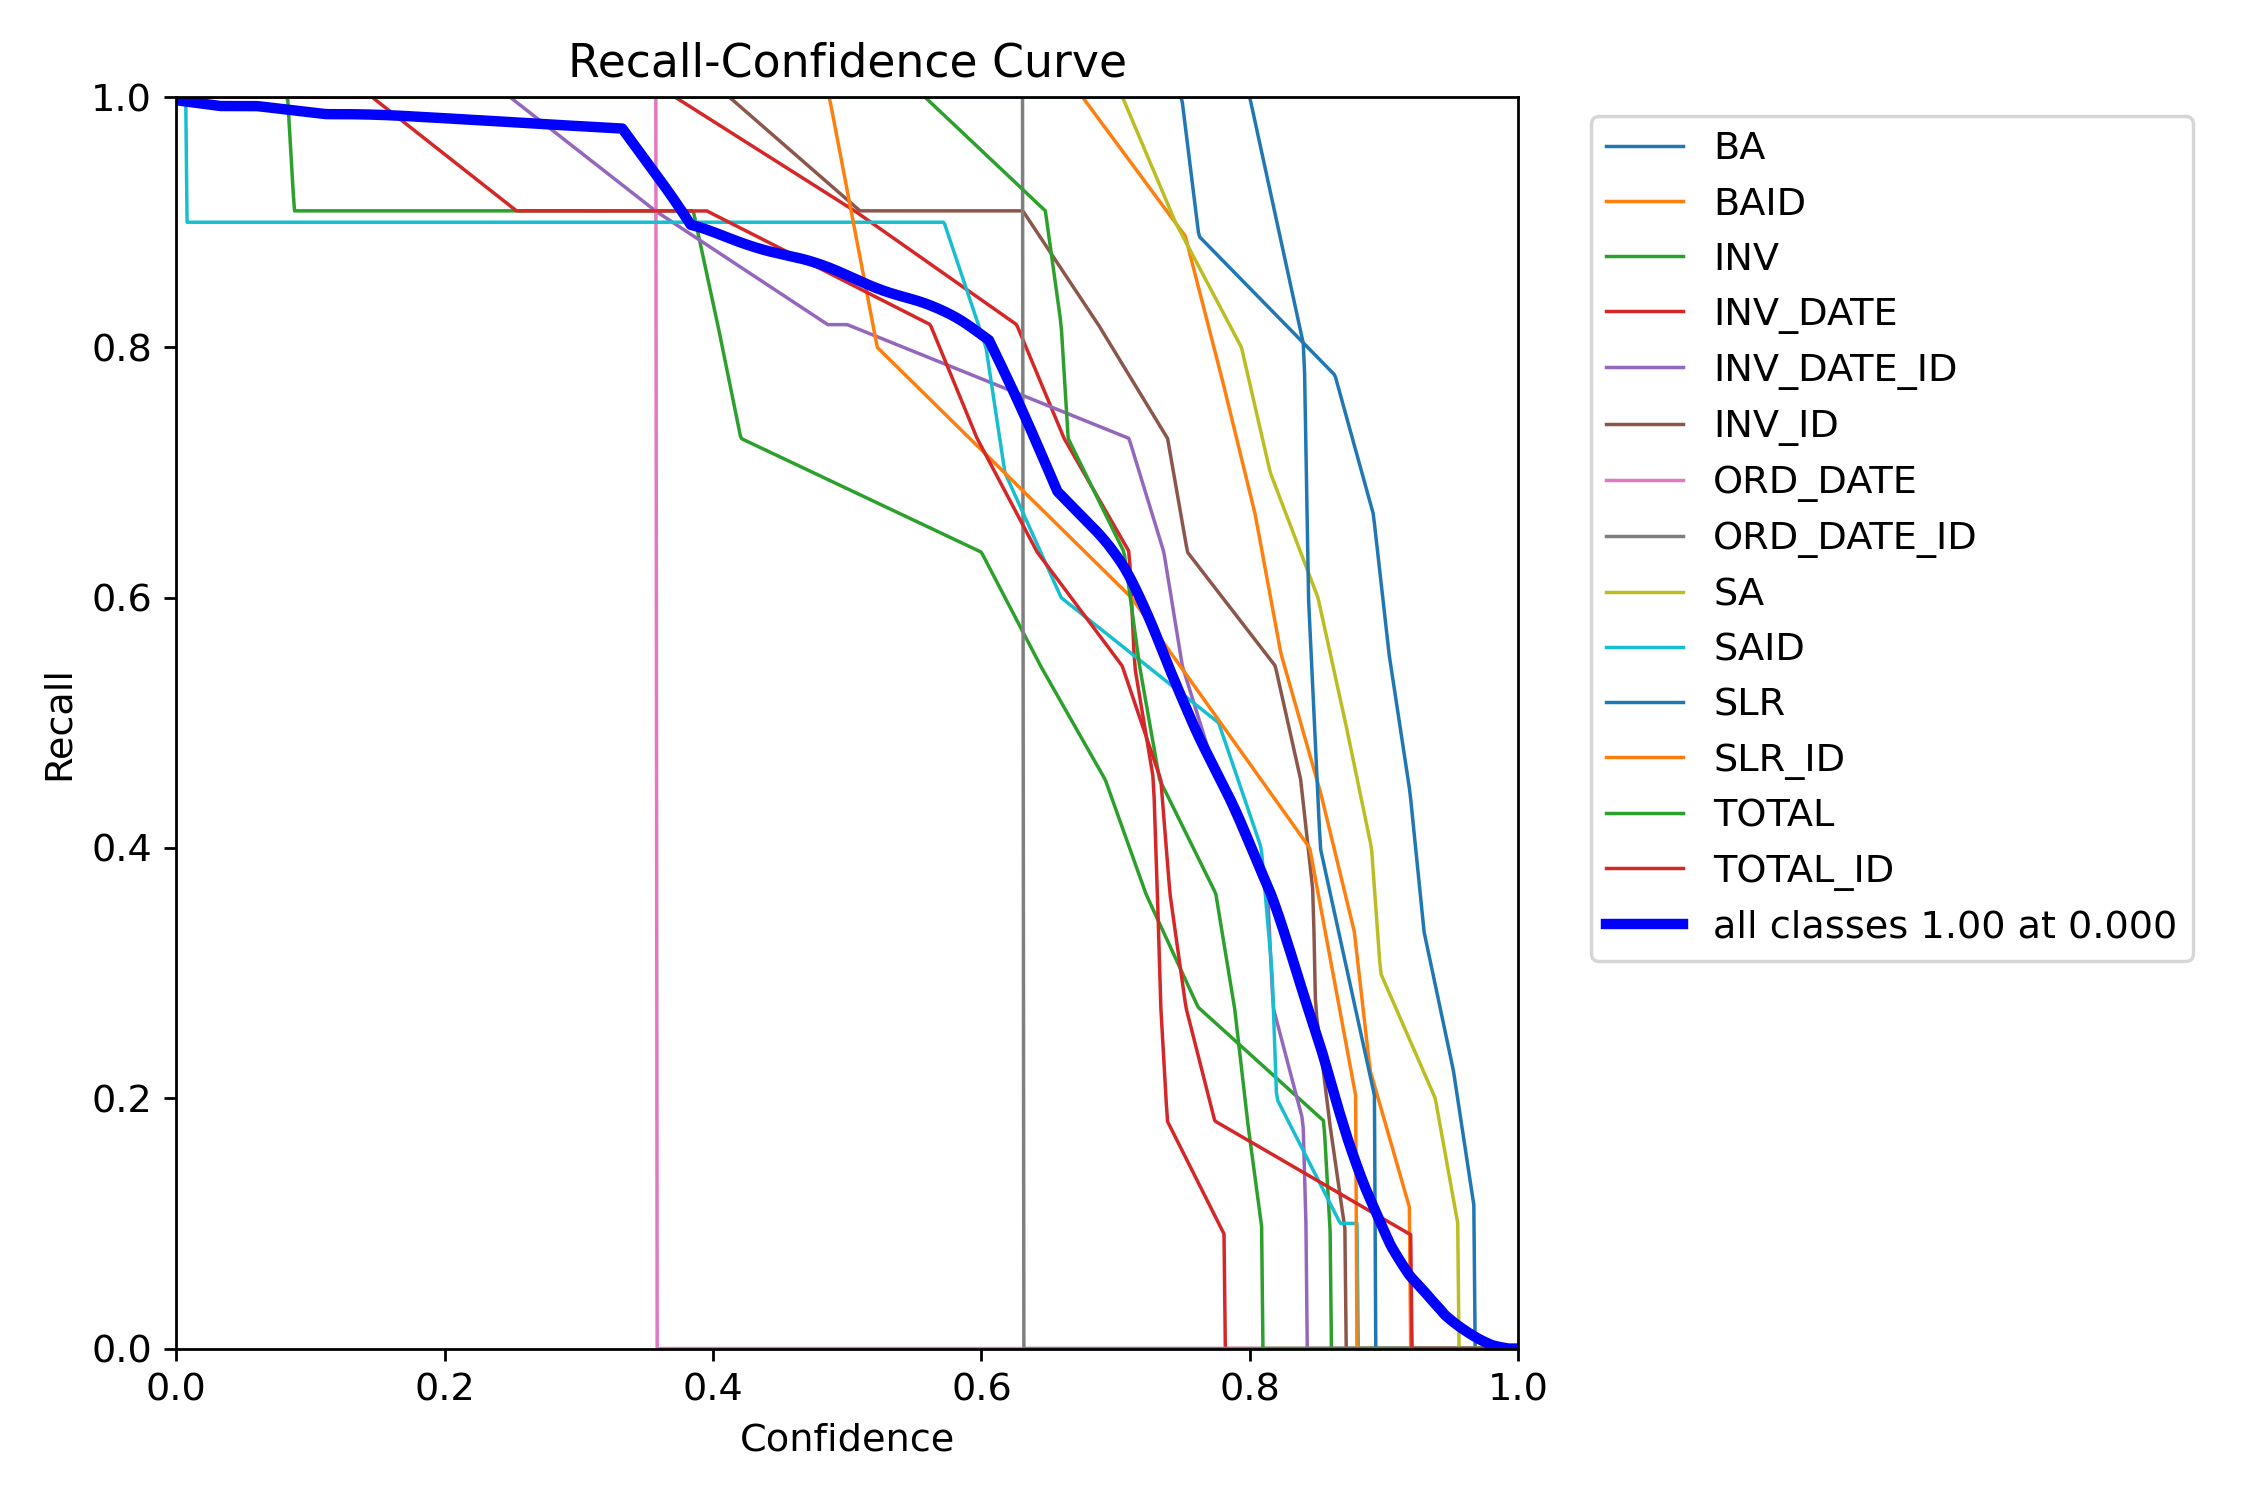 Recall-Confidence Curve
1.0
0.8
0.6
0.4
0.2
0.0
Recall
0.0 0.2 0.4 0.6 0.8 1.0
Confidence
BA
BAID
INV
INV_DATE
INV_DATE_ID
INV_ID
ORD_DATE
ORD_DATE_ID
SA
SAID
SLR
SLR_ID
TOTAL
TOTAL_ID
all classes 1.00 at 0.000